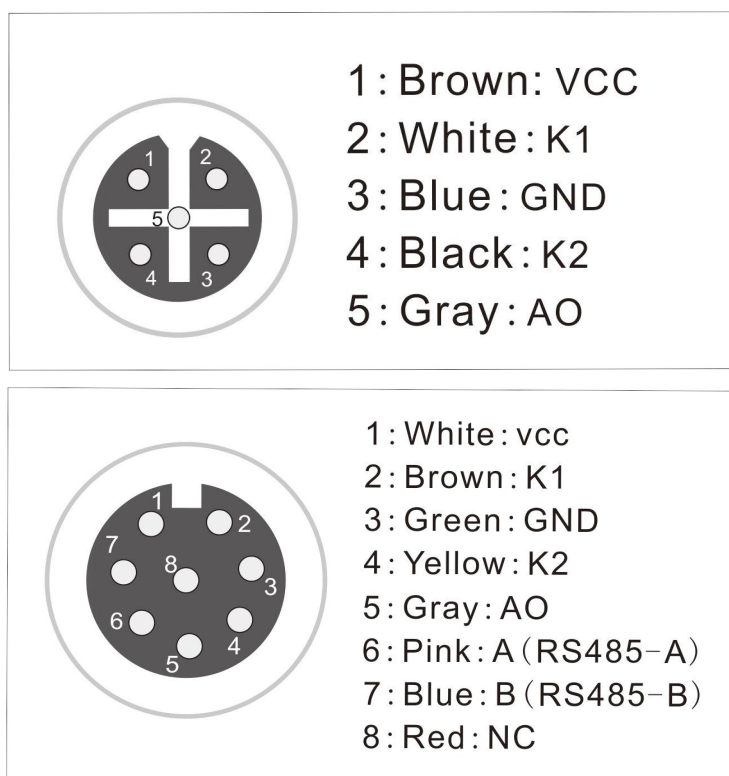 1
2
5
4
3
1: Brown: VCC
2: White: K1
3: Blue: GND
4: Black: K2
5: Gray: AO
1
2
7
8
3
6
4
5
1: White: vcc
2: Brown: K1
3: Green: GND
4: Yellow: K2
5: Gray: AO
6: Pink: A (RS485-A)
7: Blue: B (RS485-B)
8: Red: NC